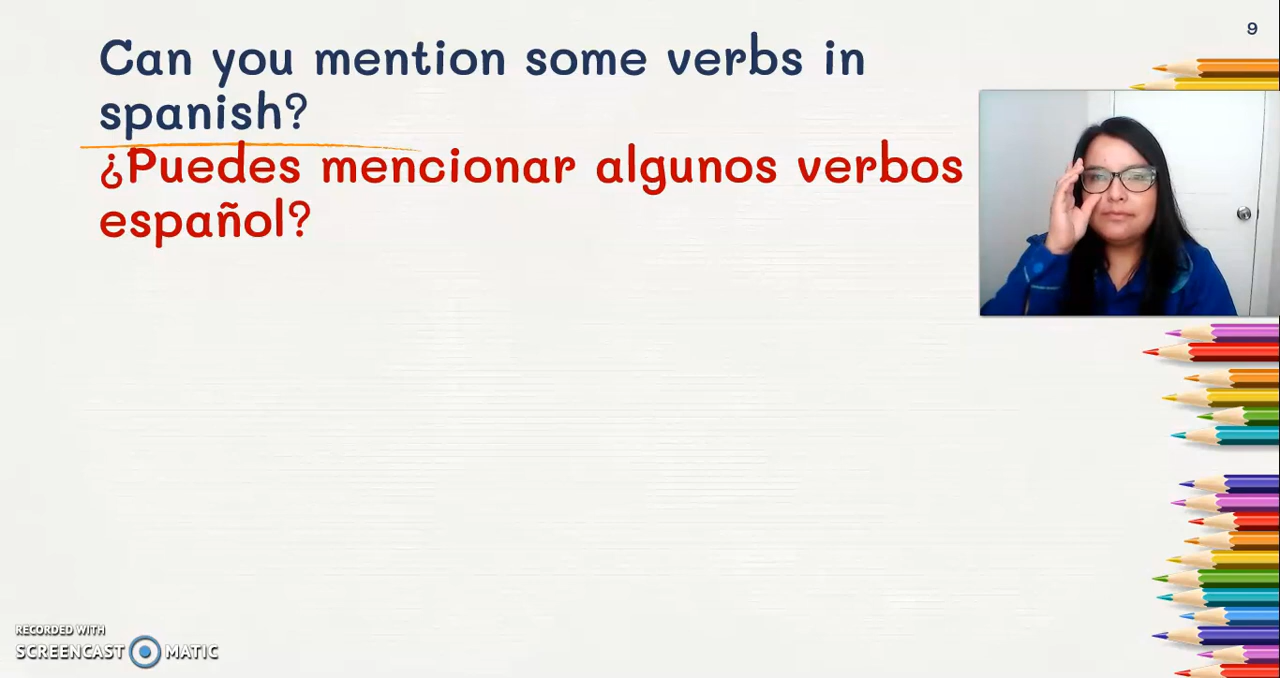 9
Can you mention some verbs in
spanish?
¿Puedes mencionar algunos verbos
español?
RECORDED WITH
SCREENCAST MATIC